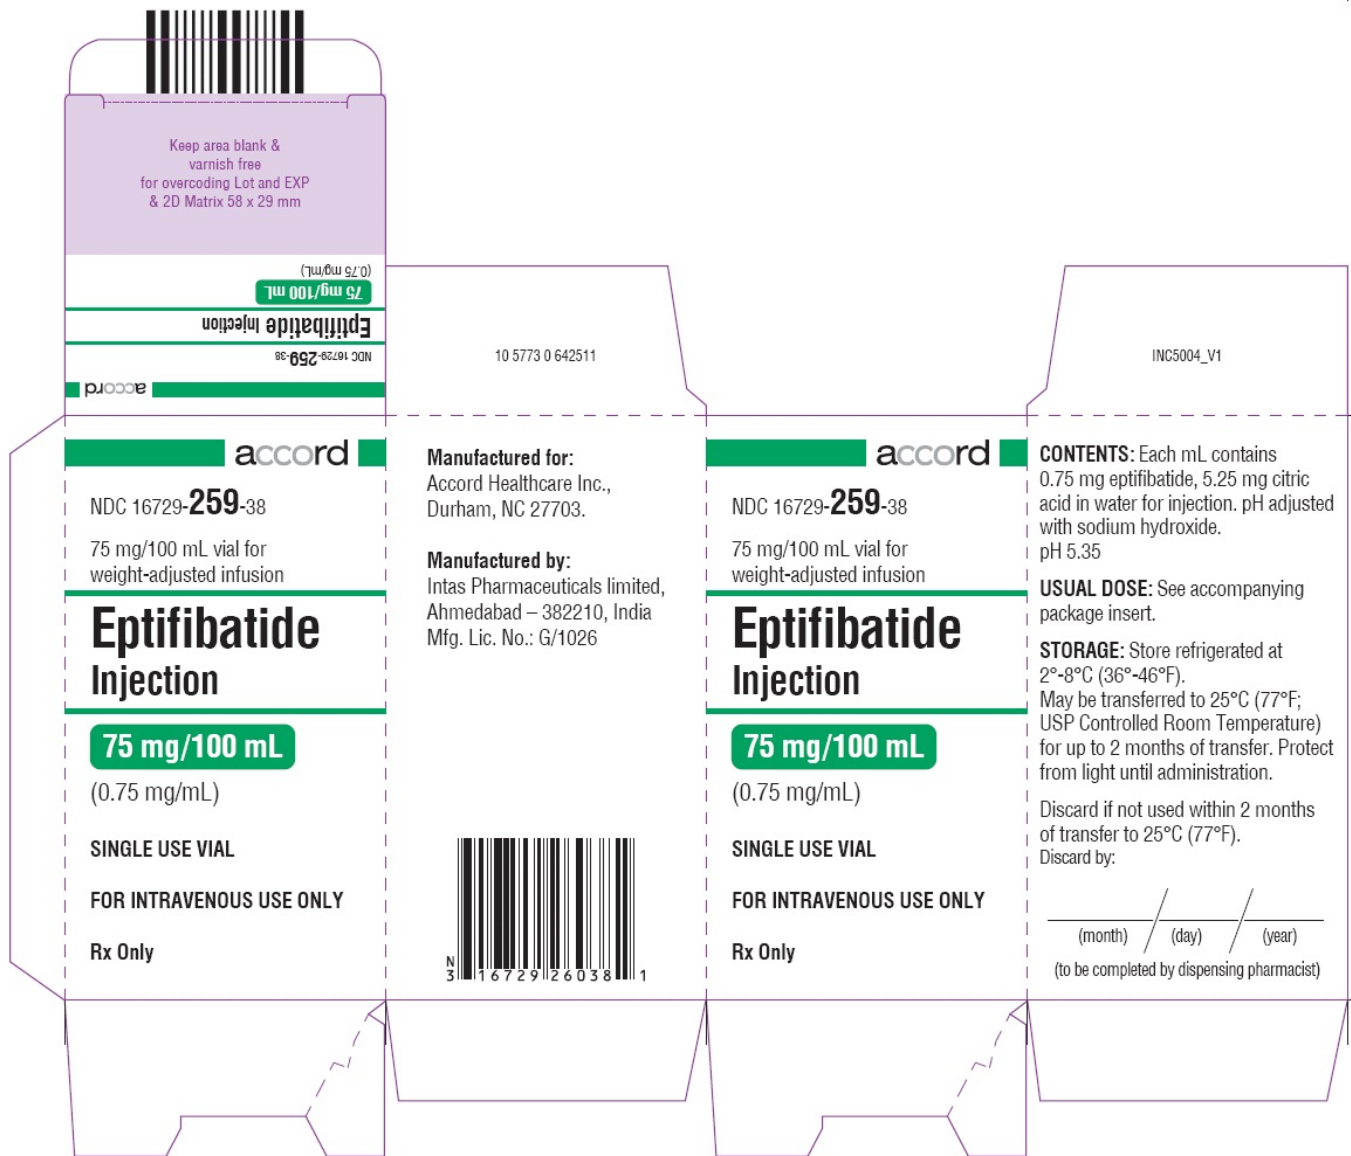 Keep area blank &
varnish free
for overcoding Lot and EXP
& 2D Matrix 58 x 29 mm
(0.75 mg/mL)
75 mg/100 mL
Eptifibatide Injection
NDC 16729-259-38
accord
10 5773 0 642511
INC5004_V1
accord
NDC 16729-259-38
75 mg/100 mL vial for
weight-adjusted infusion
Eptifibatide
Injection
75 mg/100 mL
(0.75 mg/mL)
SINGLE USE VIAL
FOR INTRAVENOUS USE ONLY
Rx Only
Manufactured for:
Accord Healthcare Inc.,
Durham, NC 27703.
Manufactured by:
Intas Pharmaceuticals limited,
Ahmedabad – 382210, India
Mfg. Lic. No.: G/1026
N
3 16729 26038 1
accord
NDC 16729-259-38
75 mg/100 mL vial for
weight-adjusted infusion
Eptifibatide
Injection
75 mg/100 mL
(0.75 mg/mL)
SINGLE USE VIAL
FOR INTRAVENOUS USE ONLY
Rx Only
CONTENTS: Each mL contains
0.75 mg eptifibatide, 5.25 mg citric
acid in water for injection. pH adjusted
with sodium hydroxide.
pH 5.35
USUAL DOSE: See accompanying
package insert.
STORAGE: Store refrigerated at
2°-8°C (36°-46°F).
May be transferred to 25°C (77°F;
USP Controlled Room Temperature)
for up to 2 months of transfer. Protect
from light until administration.
Discard if not used within 2 months
of transfer to 25°C (77°F).
Discard by:
(month) (day) (year)
(to be completed by dispensing pharmacist)